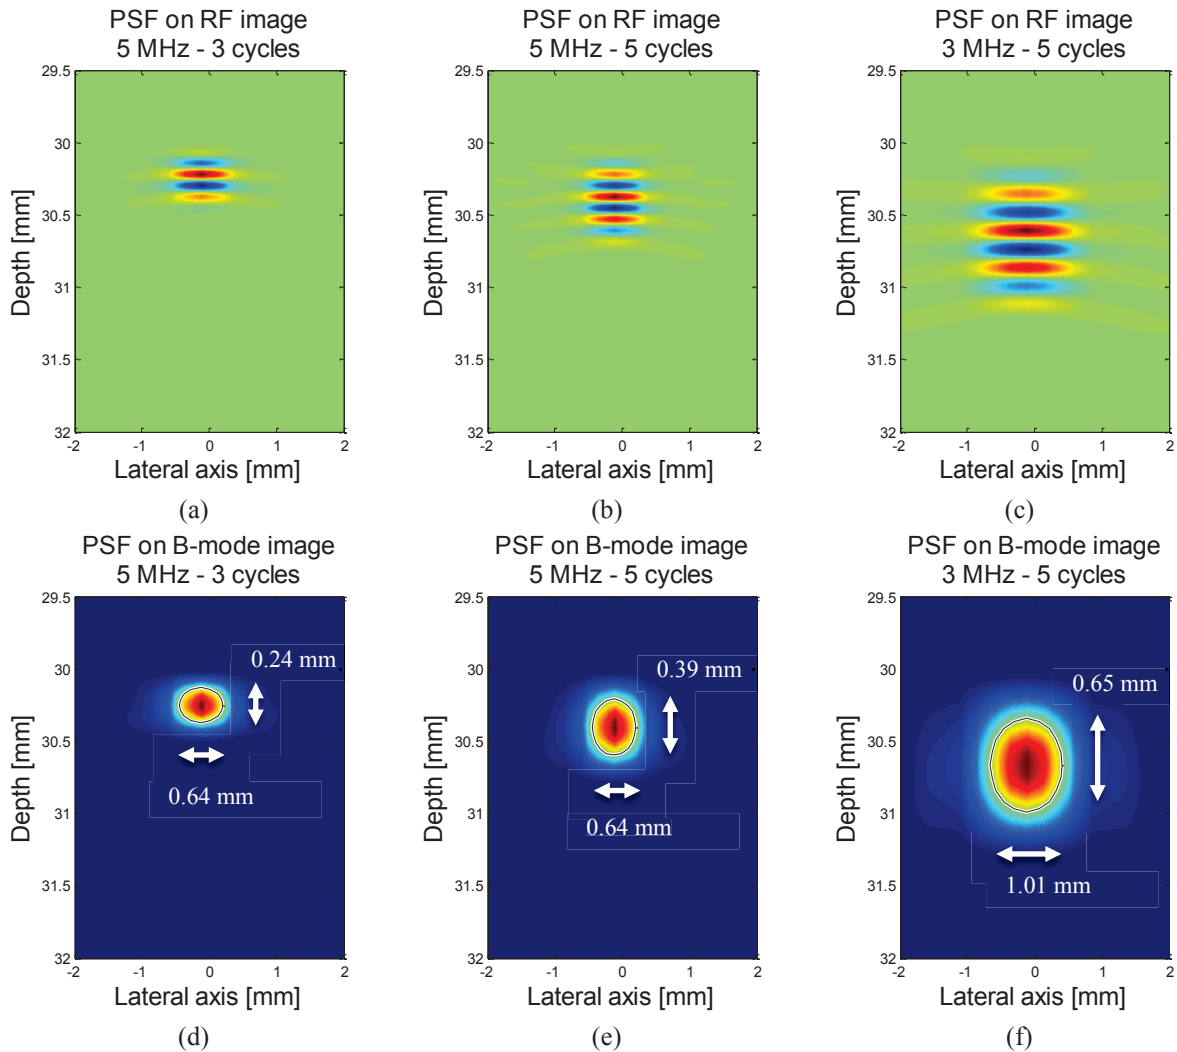 PSF on RF image
5 MHz - 3 cycles
29.5
30
30.5
31
31.5
32
Depth [mm]
-2 -1 0 1 2
Lateral axis [mm]
(a)
PSF on RF image
5 MHz - 5 cycles
29.5
30
30.5
31
31.5
32
Depth [mm]
-2 -1 0 1 2
Lateral axis [mm]
(b)
PSF on RF image
3 MHz - 5 cycles
29.5
30
30.5
31
31.5
32
Depth [mm]
-2 -1 0 1 2
Lateral axis [mm]
(c)
PSF on B-mode image
5 MHz - 3 cycles
29.5
30
30.5
31
31.5
32
Depth [mm]
0.24 mm
0.64 mm
-2 -1 0 1 2
Lateral axis [mm]
(d)
PSF on B-mode image
5 MHz - 5 cycles
29.5
30
30.5
31
31.5
32
Depth [mm]
0.39 mm
0.64 mm
-2 -1 0 1 2
Lateral axis [mm]
(e)
PSF on B-mode image
3 MHz - 5 cycles
29.5
30
30.5
31
31.5
32
Depth [mm]
0.65 mm
1.01 mm
-2 -1 0 1 2
Lateral axis [mm]
(f)